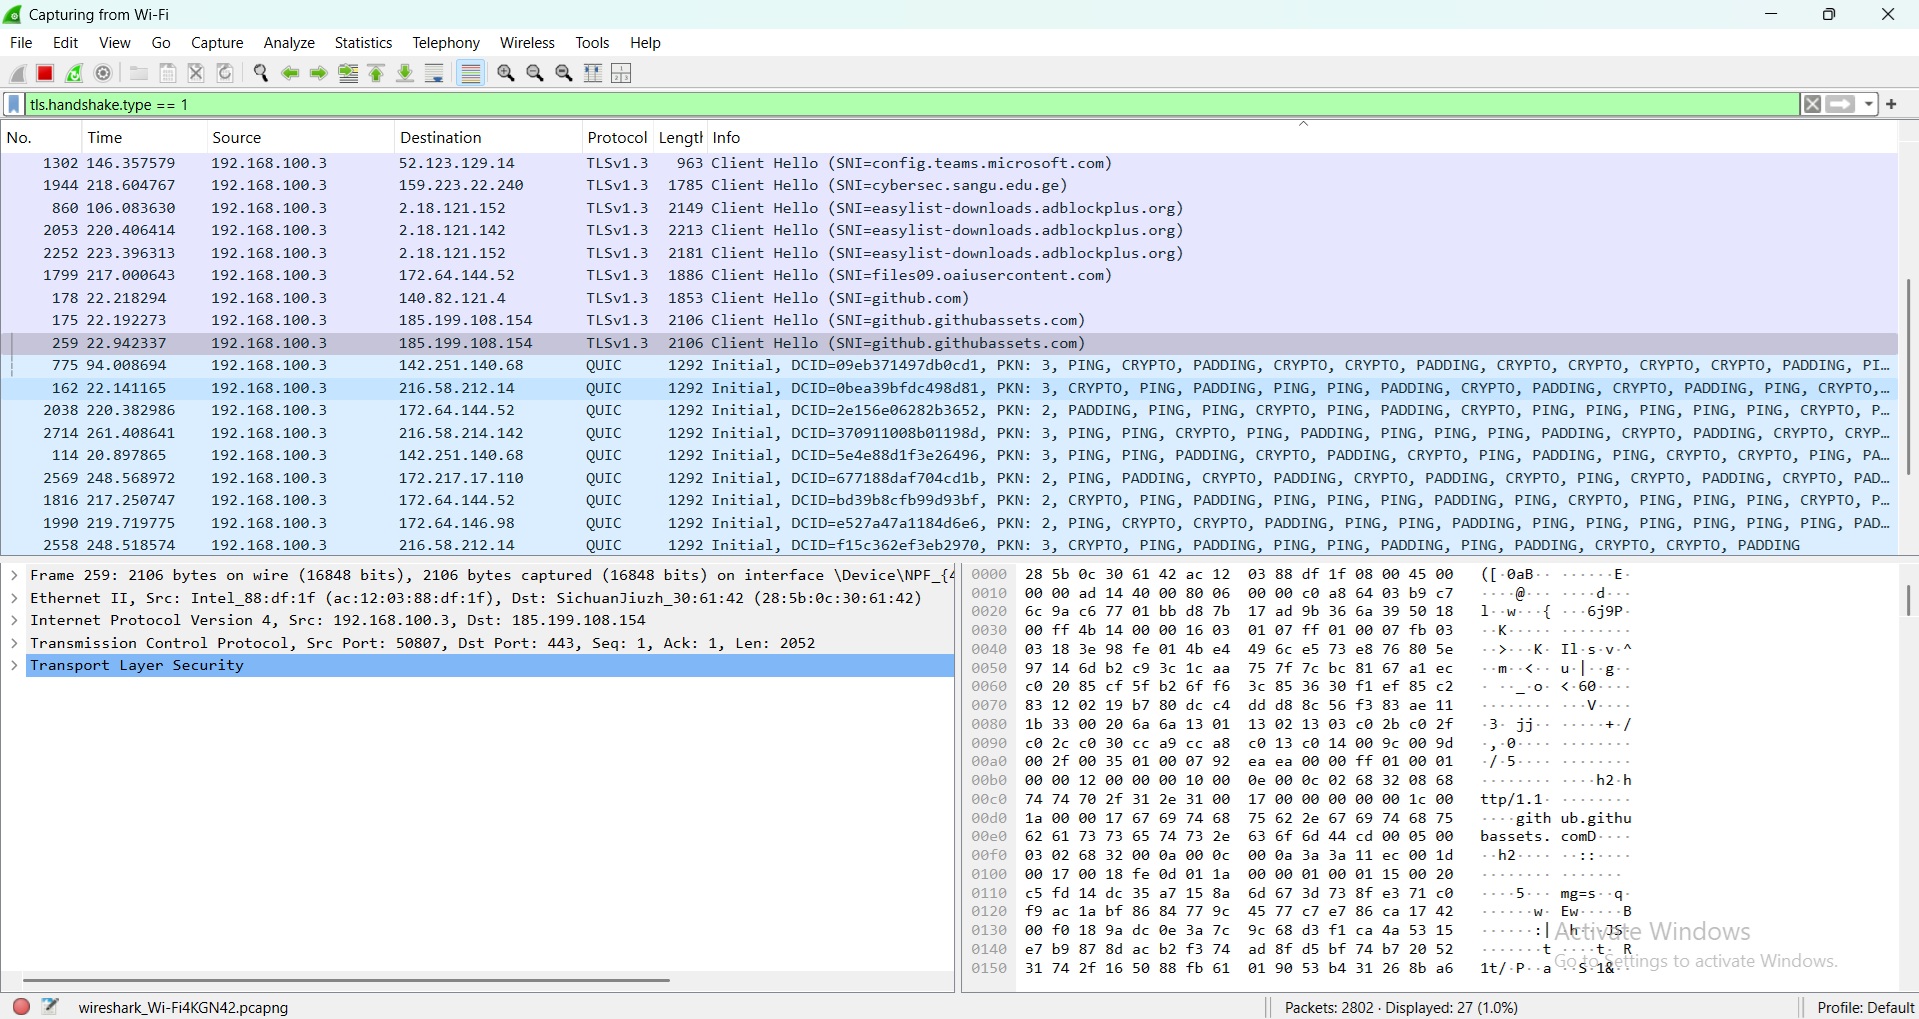 Capturing from Wi-Fi
File Edit View Go Capture Analyze Statistics Telephony Wireless Tools Help
tls.handshake.type == 1
No. Time Source Destination Protocol Length Info
1302 146.357579 192.168.100.3 52.123.129.14 TLSv1.3 963 Client Hello (SNI=config.teams.microsoft.com)
1944 218.604767 192.168.100.3 159.223.22.240 TLSv1.3 1785 Client Hello (SNI=cybersec.sangu.edu.ge)
860 106.083630 192.168.100.3 2.18.121.152 TLSv1.3 2149 Client Hello (SNI=easylist-downloads.adblockplus.org)
2053 220.406414 192.168.100.3 2.18.121.142 TLSv1.3 2213 Client Hello (SNI=easylist-downloads.adblockplus.org)
2252 223.396313 192.168.100.3 2.18.121.152 TLSv1.3 2181 Client Hello (SNI=easylist-downloads.adblockplus.org)
1799 217.000643 192.168.100.3 172.64.144.52 TLSv1.3 1886 Client Hello (SNI=files09.oaiusercontent.com)
178 22.218294 192.168.100.3 140.82.121.4 TLSv1.3 1853 Client Hello (SNI=github.com)
175 22.192273 192.168.100.3 185.199.108.154 TLSv1.3 2106 Client Hello (SNI=github.githubassets.com)
259 22.942337 192.168.100.3 185.199.108.154 TLSv1.3 2106 Client Hello (SNI=github.githubassets.com)
775 94.008694 192.168.100.3 142.251.140.68 QUIC 1292 Initial, DCID=09eb371497db0cd1, PKN: 3, PING, CRYPTO, PADDING, CRYPTO, CRYPTO, PADDING, CRYPTO, CRYPTO, CRYPTO, PADDING, PI…
162 22.141165 192.168.100.3 216.58.212.14 QUIC 1292 Initial, DCID=0bea39bfdc498d81, PKN: 3, CRYPTO, PING, PADDING, PING, PING, PADDING, CRYPTO, PADDING, CRYPTO, PADDING, PING, CRYPTO,…
2038 220.382986 192.168.100.3 172.64.144.52 QUIC 1292 Initial, DCID=2e156e06282b3652, PKN: 2, PADDING, PING, PING, CRYPTO, PING, PADDING, CRYPTO, PING, PING, PING, PING, PING, CRYPTO, P…
2714 261.408641 192.168.100.3 216.58.214.142 QUIC 1292 Initial, DCID=370911008b01198d, PKN: 3, PING, PING, CRYPTO, PING, PADDING, PING, PING, PING, PADDING, CRYPTO, PADDING, CRYPTO, CRYP…
114 20.897865 192.168.100.3 142.251.140.68 QUIC 1292 Initial, DCID=5e4e88d1f3e26496, PKN: 3, PING, PING, PADDING, CRYPTO, PADDING, CRYPTO, PING, PADDING, PING, CRYPTO, CRYPTO, PING, PA…
2569 248.568972 192.168.100.3 172.217.17.110 QUIC 1292 Initial, DCID=677188daf704cd1b, PKN: 2, PING, PADDING, CRYPTO, PADDING, CRYPTO, PADDING, CRYPTO, PING, CRYPTO, PADDING, CRYPTO, PAD…
1816 217.250747 192.168.100.3 172.64.144.52 QUIC 1292 Initial, DCID=bd39b8cfb99d93bf, PKN: 2, CRYPTO, PING, PADDING, PING, PING, PING, PADDING, PING, CRYPTO, PING, PING, PING, CRYPTO, P…
1990 219.719775 192.168.100.3 172.64.146.98 QUIC 1292 Initial, DCID=e527a47a1184d6e6, PKN: 2, PING, CRYPTO, CRYPTO, PADDING, PING, PING, PADDING, PING, PING, PING, PING, PING, PING, PAD…
2558 248.518574 192.168.100.3 216.58.212.14 QUIC 1292 Initial, DCID=f15c362ef3eb2970, PKN: 3, CRYPTO, PING, PADDING, PING, PING, PADDING, PING, PADDING, CRYPTO, CRYPTO, PADDING
Frame 259: 2106 bytes on wire (16848 bits), 2106 bytes captured (16848 bits) on interface \Device\NPF_{4
Ethernet II, Src: Intel_88:df:1f (ac:12:03:88:df:1f), Dst: SichuanJiuzh_30:61:42 (28:5b:0c:30:61:42)
Internet Protocol Version 4, Src: 192.168.100.3, Dst: 185.199.108.154
Transmission Control Protocol, Src Port: 50807, Dst Port: 443, Seq: 1, Ack: 1, Len: 2052
Transport Layer Security
0000 28 5b 0c 30 61 42 ac 12 03 88 df 1f 08 00 45 00 ([·0aB·· ······E·
0010 00 00 ad 14 40 00 80 06 00 00 c0 a8 64 03 b9 c7 ····@··· ····d···
0020 6c 9a c6 77 01 bb d8 7b 17 ad 9b 36 6a 39 50 18 l··w···{ ···6j9P·
0030 00 ff 4b 14 00 00 16 03 01 07 ff 01 00 07 fb 03 ··K····· ········
0040 03 18 3e 98 fe 01 4b e4 49 6c e5 73 e8 76 80 5e ··>···K· Il·s·v·^
0050 97 14 6d b2 c9 3c 1c aa 75 7f 7c bc 81 67 a1 ec ··m··<·· u·|··g··
0060 c0 20 85 cf 5f b2 6f f6 3c 85 36 30 f1 ef 85 c2 · ··_·o· <·60····
0070 83 12 02 19 b7 80 dc c4 dd d8 8c 56 f3 83 ae 11 ········ ···V····
0080 1b 33 00 20 6a 6a 13 01 13 02 13 03 c0 2b c0 2f ·3· jj·· ·····+·/
0090 c0 2c c0 30 cc a9 cc a8 c0 13 c0 14 00 9c 00 9d ·,·0···· ········
00a0 00 2f 00 35 01 00 07 92 ea ea 00 00 ff 01 00 01 ·/·5···· ········
00b0 00 00 12 00 00 00 10 00 0e 00 0c 02 68 32 08 68 ········ ····h2·h
00c0 74 74 70 2f 31 2e 31 00 17 00 00 00 00 00 1c 00 ttp/1.1· ········
00d0 1a 00 00 17 67 69 74 68 75 62 2e 67 69 74 68 75 ····gith ub.githu
00e0 62 61 73 73 65 74 73 2e 63 6f 6d 44 cd 00 05 00 bassets. comD····
00f0 03 02 68 32 00 0a 00 0c 00 0a 3a 3a 11 ec 00 1d ··h2···· ··::····
0100 00 17 00 18 fe 0d 01 1a 00 00 01 00 01 15 00 20 ········ ·······
0110 c5 fd 14 dc 35 a7 15 8a 6d 67 3d 73 8f e3 71 c0 ····5··· mg=s··q·
0120 f9 ac 1a bf 86 84 77 9c 45 77 c7 e7 86 ca 17 42 ······w· Ew·····B
0130 00 f0 18 9a dc 0e 3a 7c 9c 68 d3 f1 ca 4a 53 15 ······:| ·h···JS·
0140 e7 b9 87 8d ac b2 f3 74 ad 8f d5 bf 74 b7 20 52 ·······t ····t· R
0150 31 74 2f 16 50 88 fb 61 01 90 53 b4 31 26 8b a6 1t/·P··a ··S·1&··
Activate Windows
Go to Settings to activate Windows.
wireshark_Wi-Fi4KGN42.pcapng Packets: 2802 · Displayed: 27 (1.0%) Profile: Default